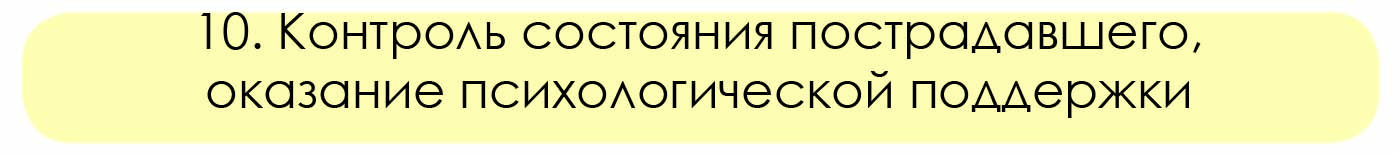 10. Контроль состояния пострадавшего,
оказание психологической поддержки